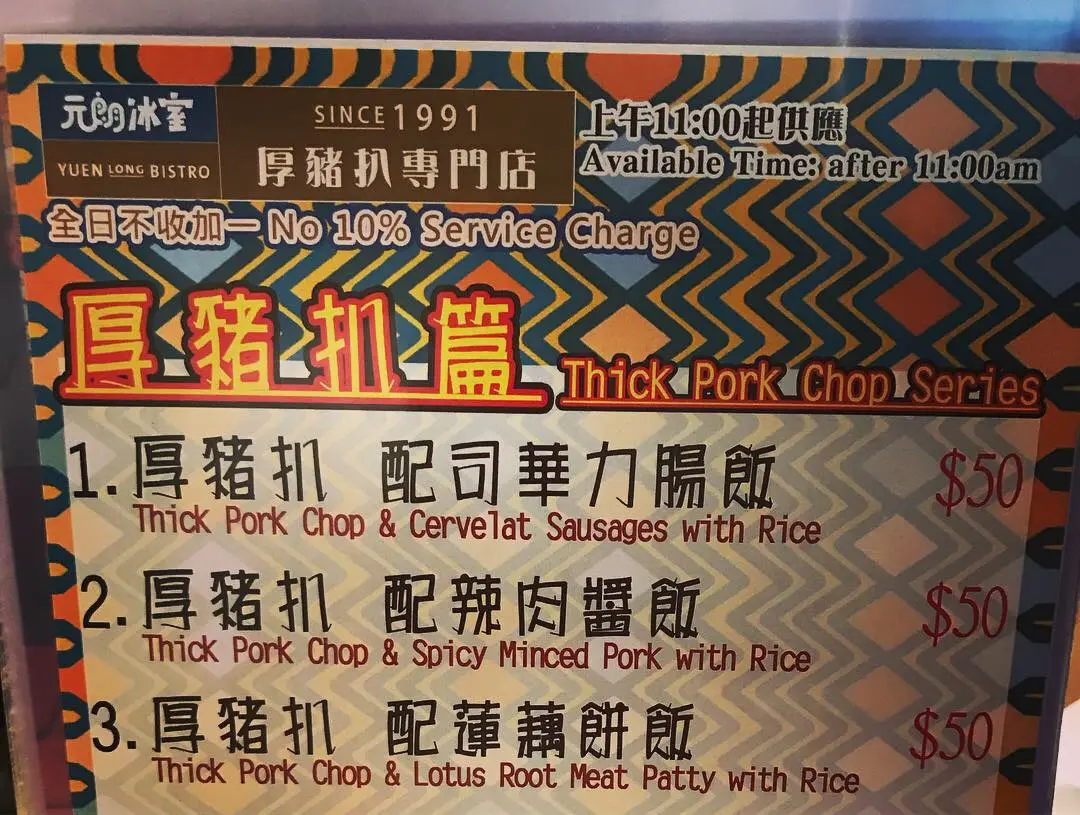 元朗冰室
YUEN LONG BISTRO
SINCE 1991
厚豬扒專門店
上午11:00起供應
Available Time: after 11:00am
全日不收加一 No 10% Service Charge
厚豬扒篇 Thick Pork Chop Series
1. 厚豬扒 配司華力腸飯 $50
Thick Pork Chop & Cervelat Sausages with Rice
2. 厚豬扒 配辣肉醬飯 $50
Thick Pork Chop & Spicy Minced Pork with Rice
3. 厚豬扒 配蓮藕餅飯 $50
Thick Pork Chop & Lotus Root Meat Patty with Rice